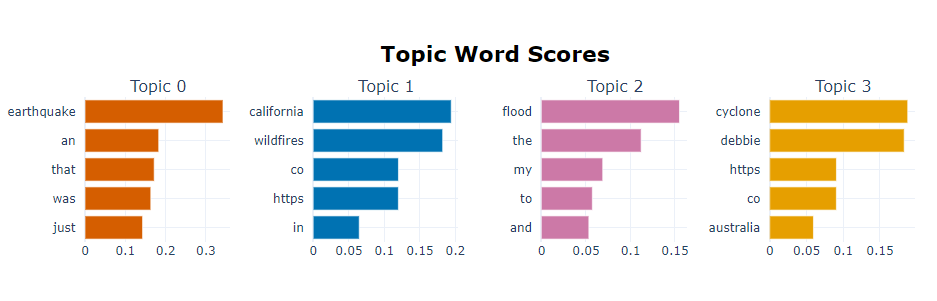 Topic Word Scores
Topic 0
earthquake
an
that
was
just
0 0.1 0.2 0.3
Topic 1
california
wildfires
co
https
in
0 0.05 0.1 0.15 0.2
Topic 2
flood
the
my
to
and
0 0.05 0.1 0.15
Topic 3
cyclone
debbie
https
co
australia
0 0.05 0.1 0.15